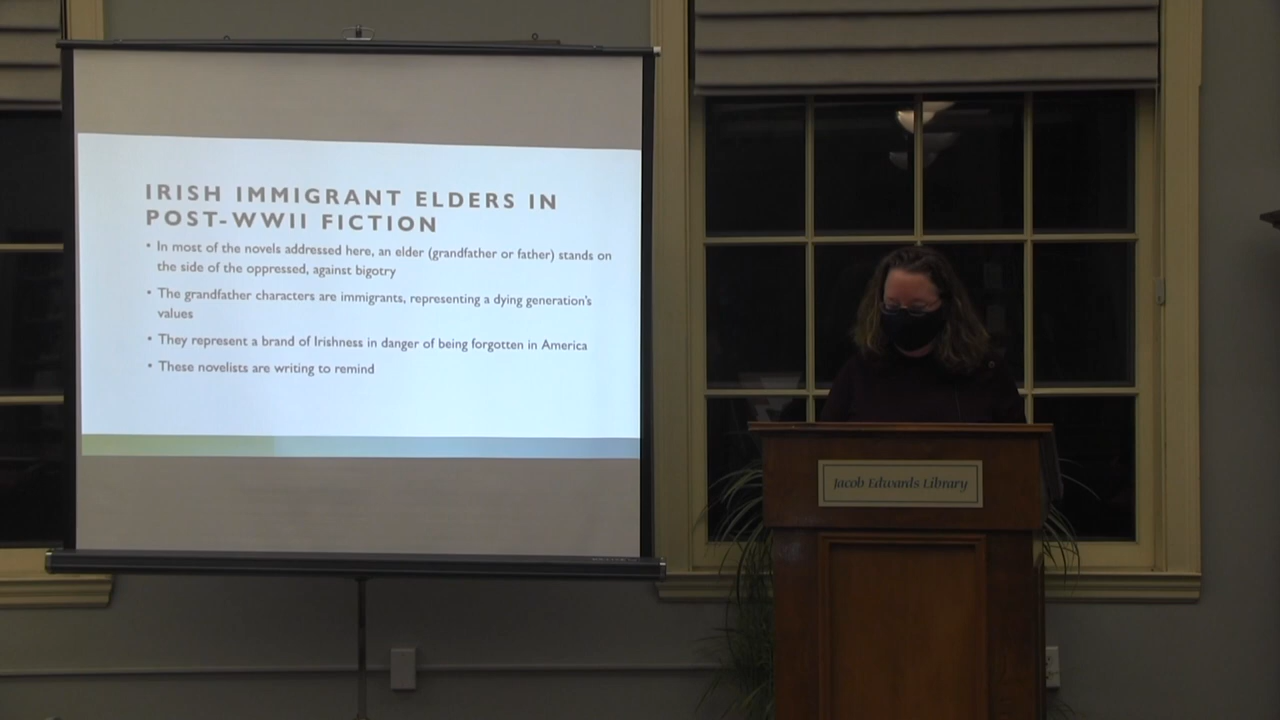 IRISH IMMIGRANT ELDERS IN
POST-WWII FICTION
• In most of the novels addressed here, an elder (grandfather or father) stands on
the side of the oppressed, against bigotry
• The grandfather characters are immigrants, representing a dying generation's
values
• They represent a brand of Irishness in danger of being forgotten in America
• These novelists are writing to remind
Jacob Edwards Library